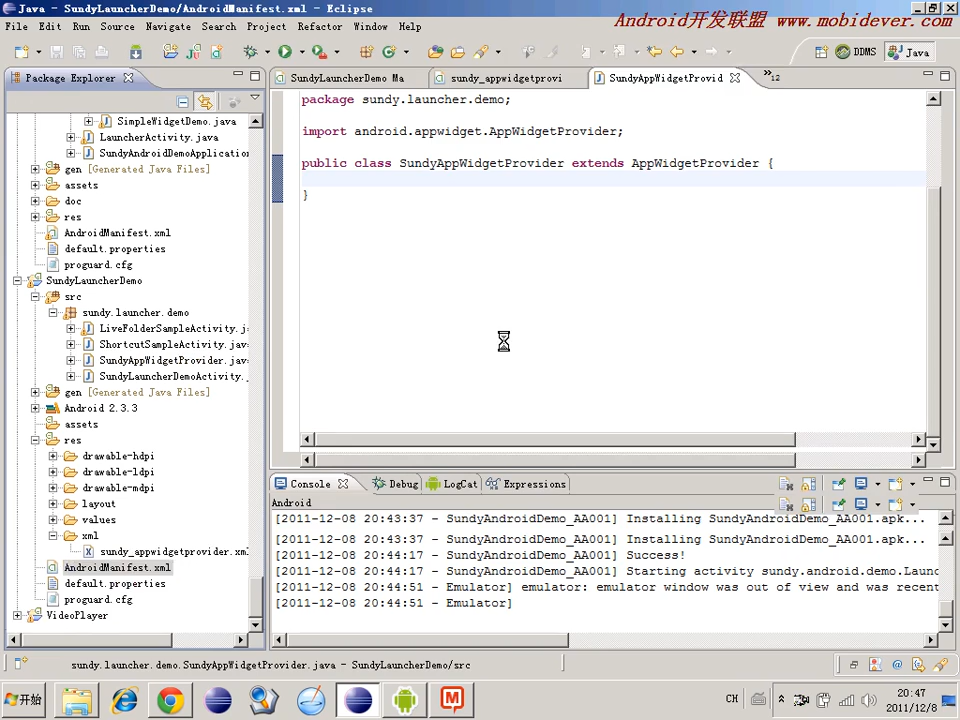 Java - SundyLauncherDemo/AndroidManifest.xml - Eclipse
Android开发联盟 www.mobidever.com
File Edit Run Source Navigate Search Project Refactor Window Help
DDMS
Java
Package Explorer
SundyLauncherDemo Ma
sundy_appwidgetprovi
SundyAppWidgetProvid
»12
SimpleWidgetDemo.java
LauncherActivity.java
SundyAndroidDemoApplication
gen [Generated Java Files]
assets
doc
res
AndroidManifest.xml
default.properties
proguard.cfg
SundyLauncherDemo
src
sundy.launcher.demo
LiveFolderSampleActivity.j
ShortcutSampleActivity.jav
SundyAppWidgetProvider.jav
SundyLauncherDemoActivity.
gen [Generated Java Files]
Android 2.3.3
assets
res
drawable-hdpi
drawable-ldpi
drawable-mdpi
layout
values
xml
sundy_appwidgetprovider.xml
AndroidManifest.xml
default.properties
proguard.cfg
VideoPlayer
package sundy.launcher.demo;
import android.appwidget.AppWidgetProvider;
public class SundyAppWidgetProvider extends AppWidgetProvider {
}
Console
Debug
LogCat
Expressions
Android
[2011-12-08 20:43:37 - SundyAndroidDemo_AA001] Installing SundyAndroidDemo_AA001.apk...
[2011-12-08 20:43:37 - SundyAndroidDemo_AA001] Installing SundyAndroidDemo_AA001.apk...
[2011-12-08 20:44:17 - SundyAndroidDemo_AA001] Success!
[2011-12-08 20:44:17 - SundyAndroidDemo_AA001] Starting activity sundy.android.demo.Launc
[2011-12-08 20:44:51 - Emulator] emulator: emulator window was out of view and was recent
[2011-12-08 20:44:51 - Emulator]
sundy.launcher.demo.SundyAppWidgetProvider.java - SundyLauncherDemo/src
开始
CH
20:47
2011/12/8